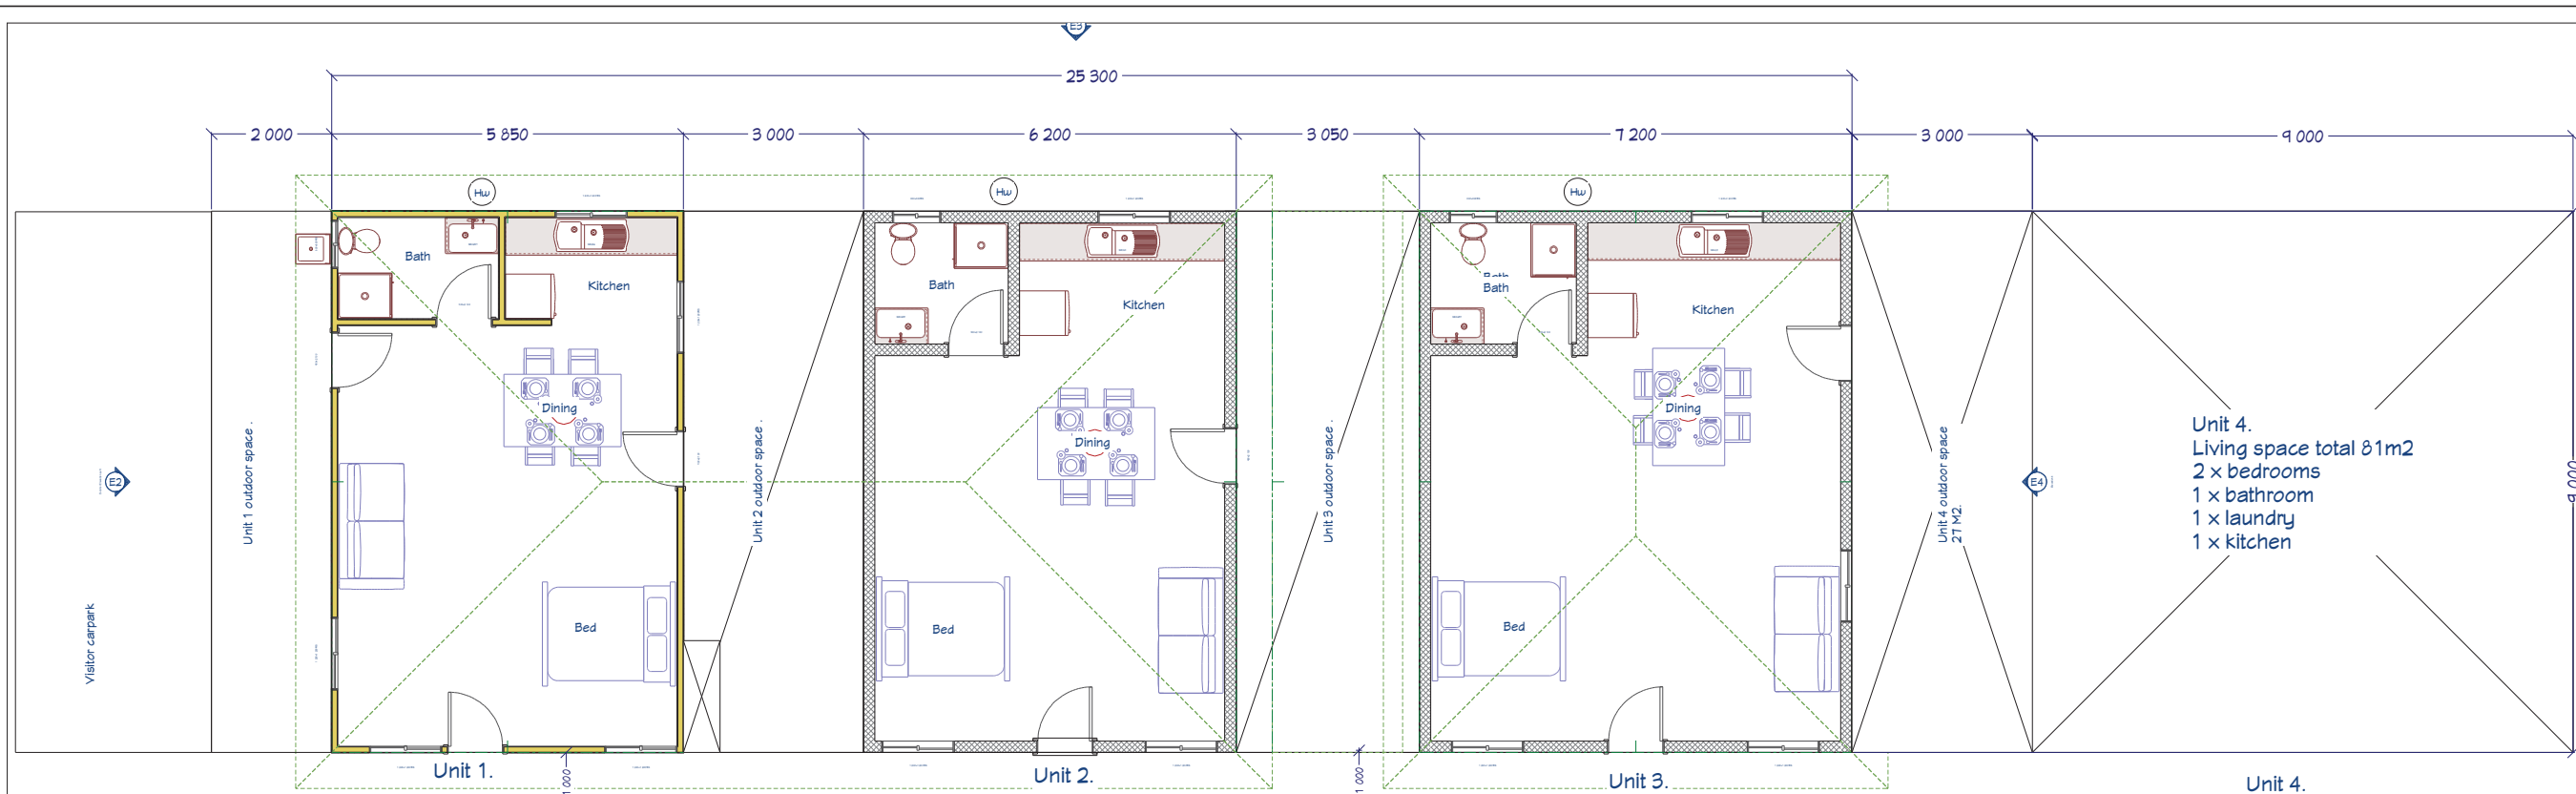 E3
25 300
2 000
5 850
3 000
6 200
3 050
7 200
3 000
9 000
Hw
Hw
Hw
Bath
Kitchen
Bath
Kitchen
Bath
Bath
Kitchen
Dining
Dining
Dining
Unit 1 outdoor space .
Unit 2 outdoor space .
Unit 3 outdoor space .
Unit 4 outdoor space
27 M2.
Unit 4.
Living space total 81m2
2 x bedrooms
1 x bathroom
1 x laundry
1 x kitchen
9 000
E2
E4
Visitor carpark
Bed
Bed
Bed
Unit 1.
1 000
Unit 2.
1 000
Unit 3.
Unit 4.